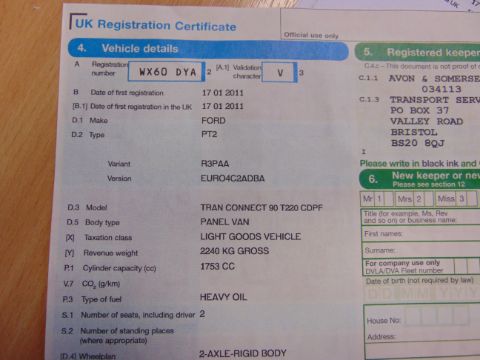 UK Registration Certificate
Official use only
4. Vehicle details
A Registration number WX60 DYA 2 [A.1] Validation character V 3
B Date of first registration 17 01 2011
[B.1] Date of first registration in the UK 17 01 2011
D.1 Make FORD
D.2 Type PT2
Variant R3PAA
Version EURO4C2ADBA
D.3 Model TRAN CONNECT 90 T220 CDPF
D.5 Body type PANEL VAN
[X] Taxation class LIGHT GOODS VEHICLE
[Y] Revenue weight 2240 KG GROSS
P.1 Cylinder capacity (cc) 1753 CC
V.7 CO2 (g/km)
P.3 Type of fuel HEAVY OIL
S.1 Number of seats, including driver 2
S.2 Number of standing places
(where appropriate)
[D.4] Wheelplan 2-AXLE-RIGID BODY
5. Registered keeper
C.4.c – This document is not proof of
C.1.1 AVON & SOMERSE
034113
C.1.3 TRANSPORT SERV
PO BOX 37
VALLEY ROAD
BRISTOL
BS20 8QJ
Please write in black ink and
6. New keeper or new
Please see section 12
Mr 1 Mrs 2 Miss 3
Title (for example, Ms, Rev
and so on) or business name:
First names:
Surname:
For company use only
DVLA/DVA Fleet number
Date of birth (not required by law)
D D M M Y Y
House No:
Address: